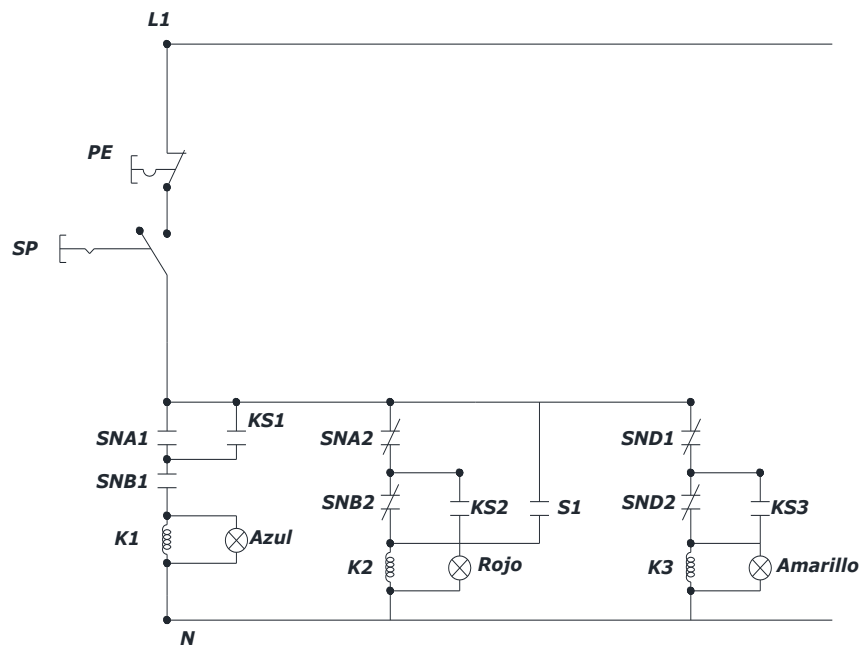 L1
PE
SP
KS1
SNA1
SNA2
SND1
SNB1
SNB2
KS2
S1
SND2
KS3
K1
Azul
K2
Rojo
K3
Amarillo
N